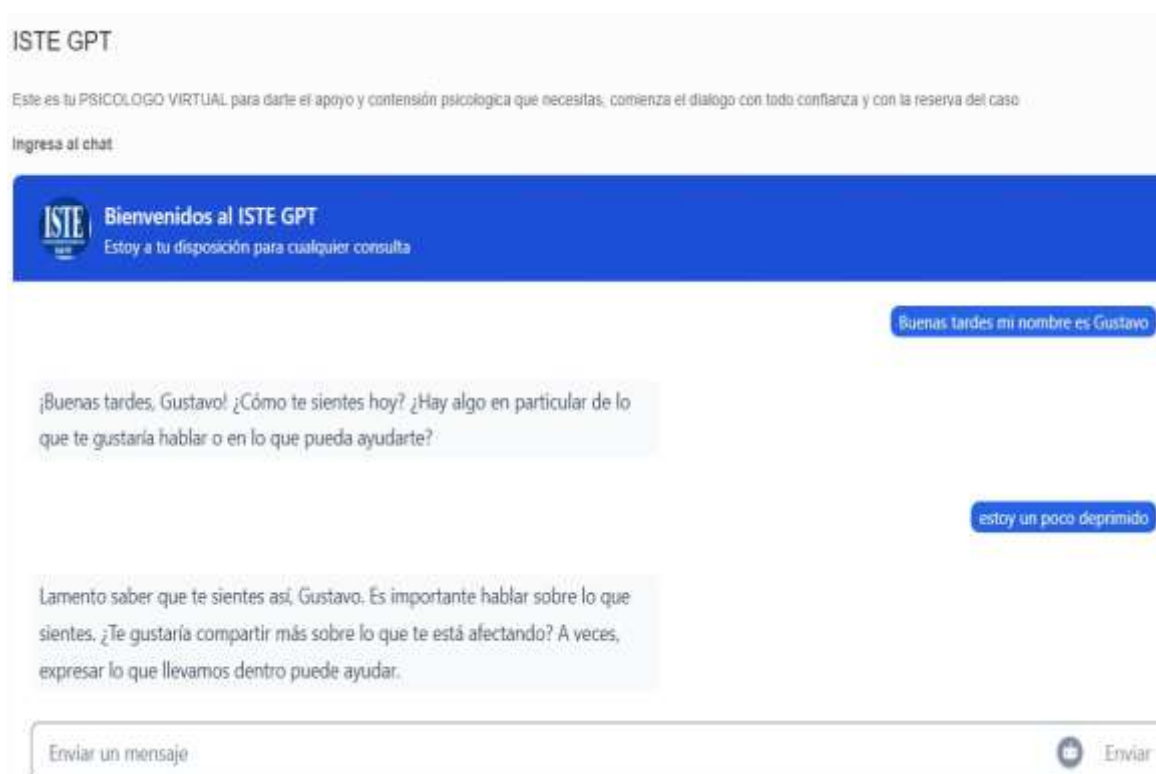 ISTE GPT
Este es tu PSICOLOGO VIRTUAL para darte el apoyo y contensión psicologica que necesitas, comienza el dialogo con todo confianza y con la reserva del caso
Ingresa al chat
ISTE
Bienvenidos al ISTE GPT
Estoy a tu disposición para cualquier consulta
Buenas tardes mi nombre es Gustavo
¡Buenas tardes, Gustavo! ¿Cómo te sientes hoy? ¿Hay algo en particular de lo
que te gustaría hablar o en lo que pueda ayudarte?
estoy un poco deprimido
Lamento saber que te sientes así, Gustavo. Es importante hablar sobre lo que
sientes. ¿Te gustaría compartir más sobre lo que te está afectando? A veces,
expresar lo que llevamos dentro puede ayudar.
Enviar un mensaje
Enviar